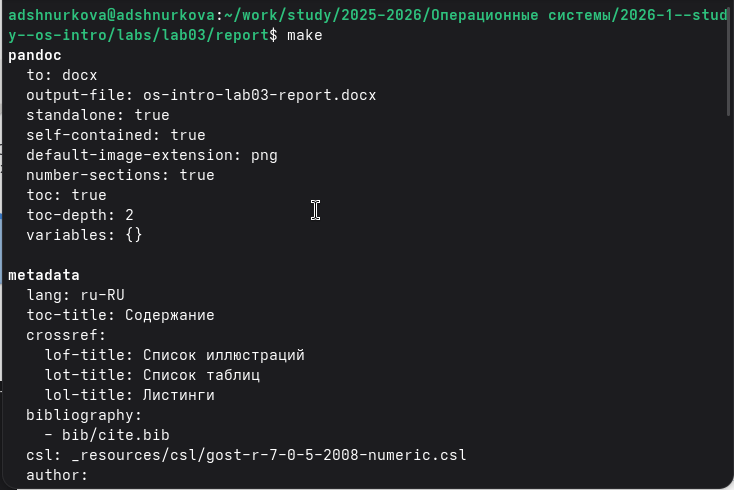 adshnurkova@adshnurkova:~/work/study/2025-2026/Операционные системы/2026-1--stud
y--os-intro/labs/lab03/report$ make
pandoc
  to: docx
  output-file: os-intro-lab03-report.docx
  standalone: true
  self-contained: true
  default-image-extension: png
  number-sections: true
  toc: true
  toc-depth: 2
  variables: {}

metadata
  lang: ru-RU
  toc-title: Содержание
  crossref:
    lof-title: Список иллюстраций
    lot-title: Список таблиц
    lol-title: Листинги
  bibliography:
    - bib/cite.bib
  csl: _resources/csl/gost-r-7-0-5-2008-numeric.csl
  author: